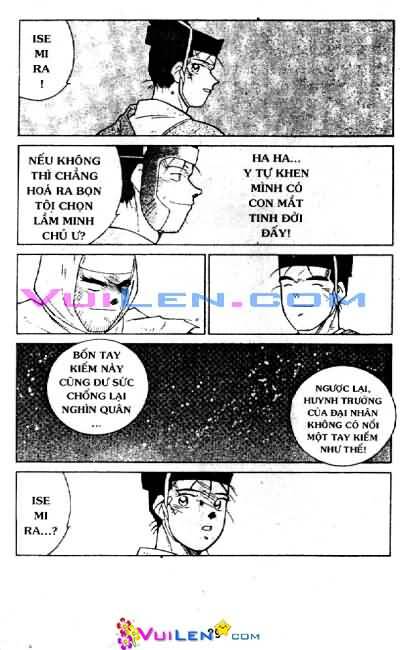 ISE
MI
RA
!
NẾU KHÔNG
THÌ CHẲNG
HOÁ RA BỌN
TỘI CHỌN
LẦM MINH
CHỦ Ư?
HA HA...
Y TỰ KHEN
MÌNH CÓ
CON MẮT
TINH ĐỜI
ĐẤY!
VUILEN.COM
BỐN TAY
KIẾM NÀY
CŨNG DƯ SỨC
CHỐNG LẠI
NGHÌN QUÂN
...
NGƯỢC LẠI,
HUYNH TRƯỞNG
CỦA ĐẠI NHÂN
KHÔNG CÓ NỔI
MỘT TAY KIẾM
NHƯ THẾ!
ISE
MI
RA...?
VUILEN.COM